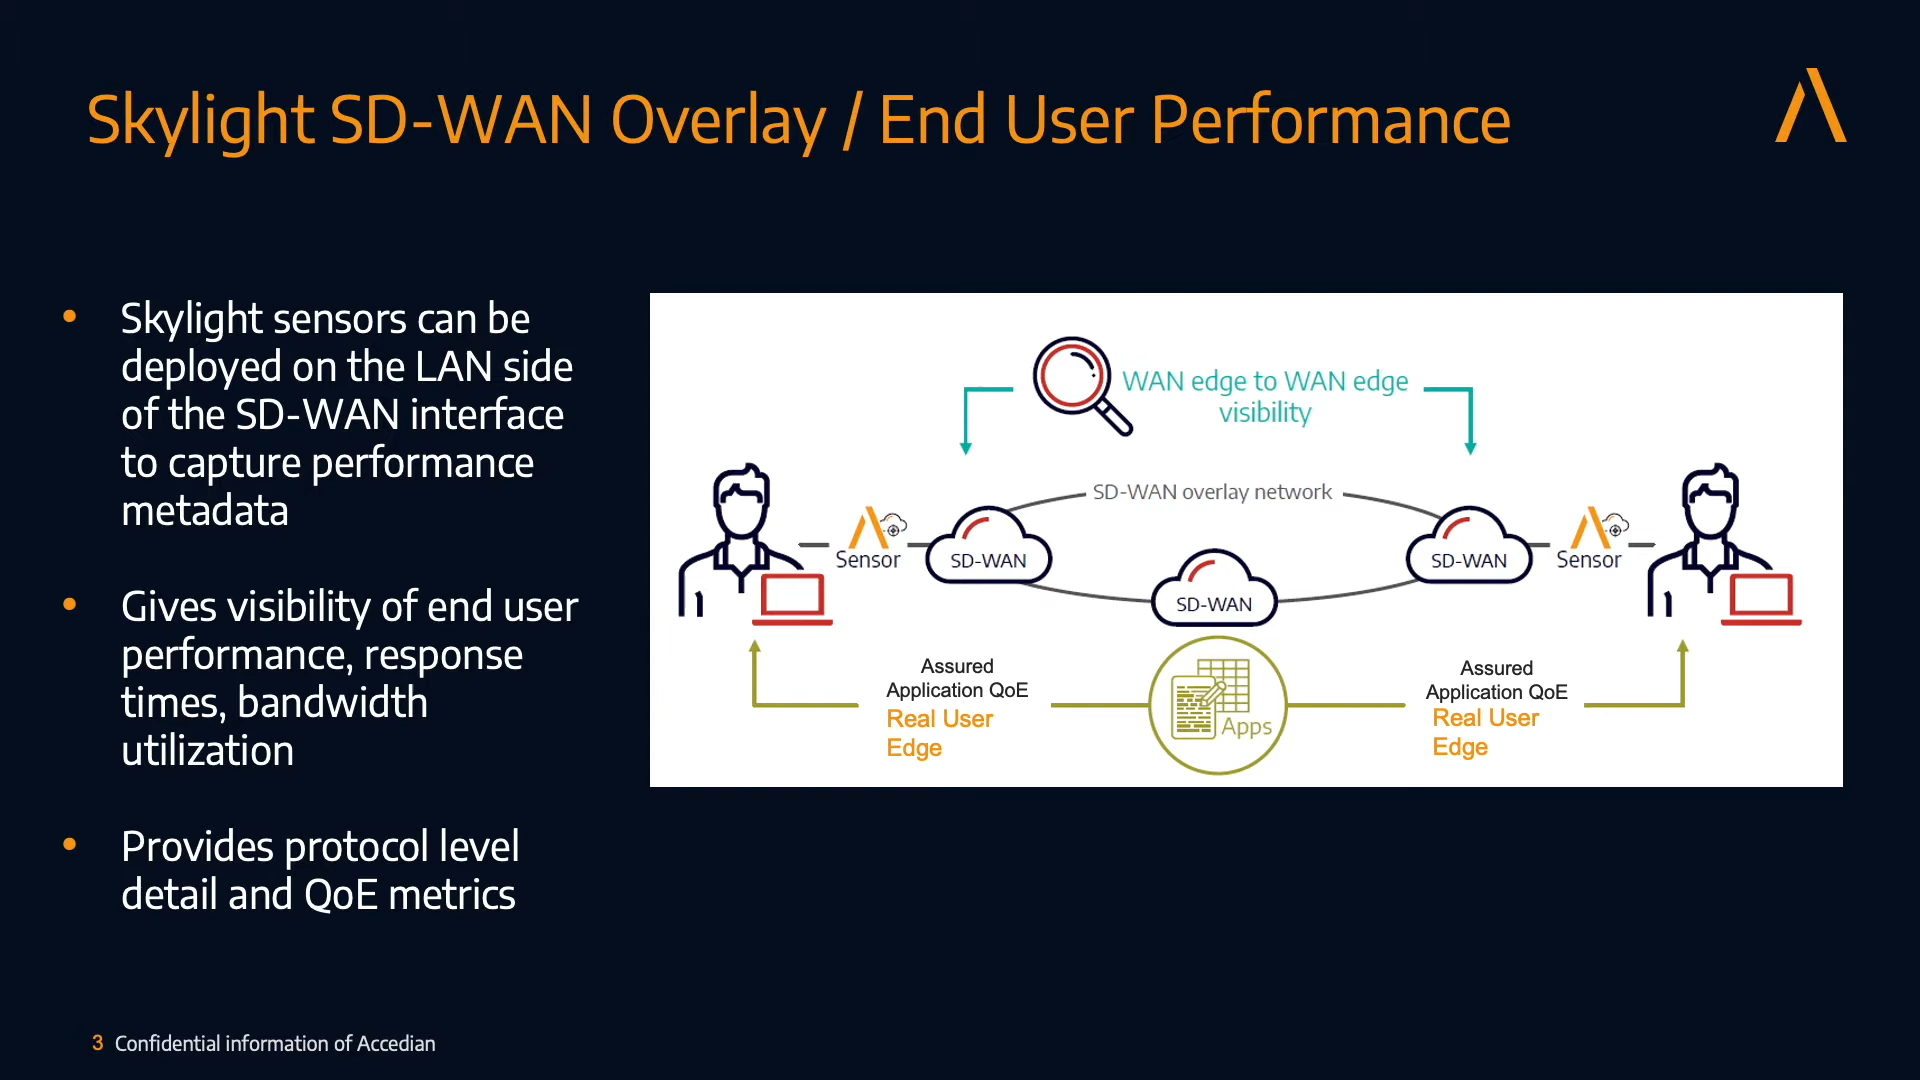 Skylight SD-WAN Overlay / End User Performance
• Skylight sensors can be
deployed on the LAN side
of the SD-WAN interface
to capture performance
metadata
• Gives visibility of end user
performance, response
times, bandwidth
utilization
• Provides protocol level
detail and QoE metrics
WAN edge to WAN edge
visibility
SD-WAN overlay network
Sensor
SD-WAN
SD-WAN
SD-WAN
Sensor
Assured
Application QoE
Real User
Edge
Apps
Assured
Application QoE
Real User
Edge
3 Confidential information of Accedian